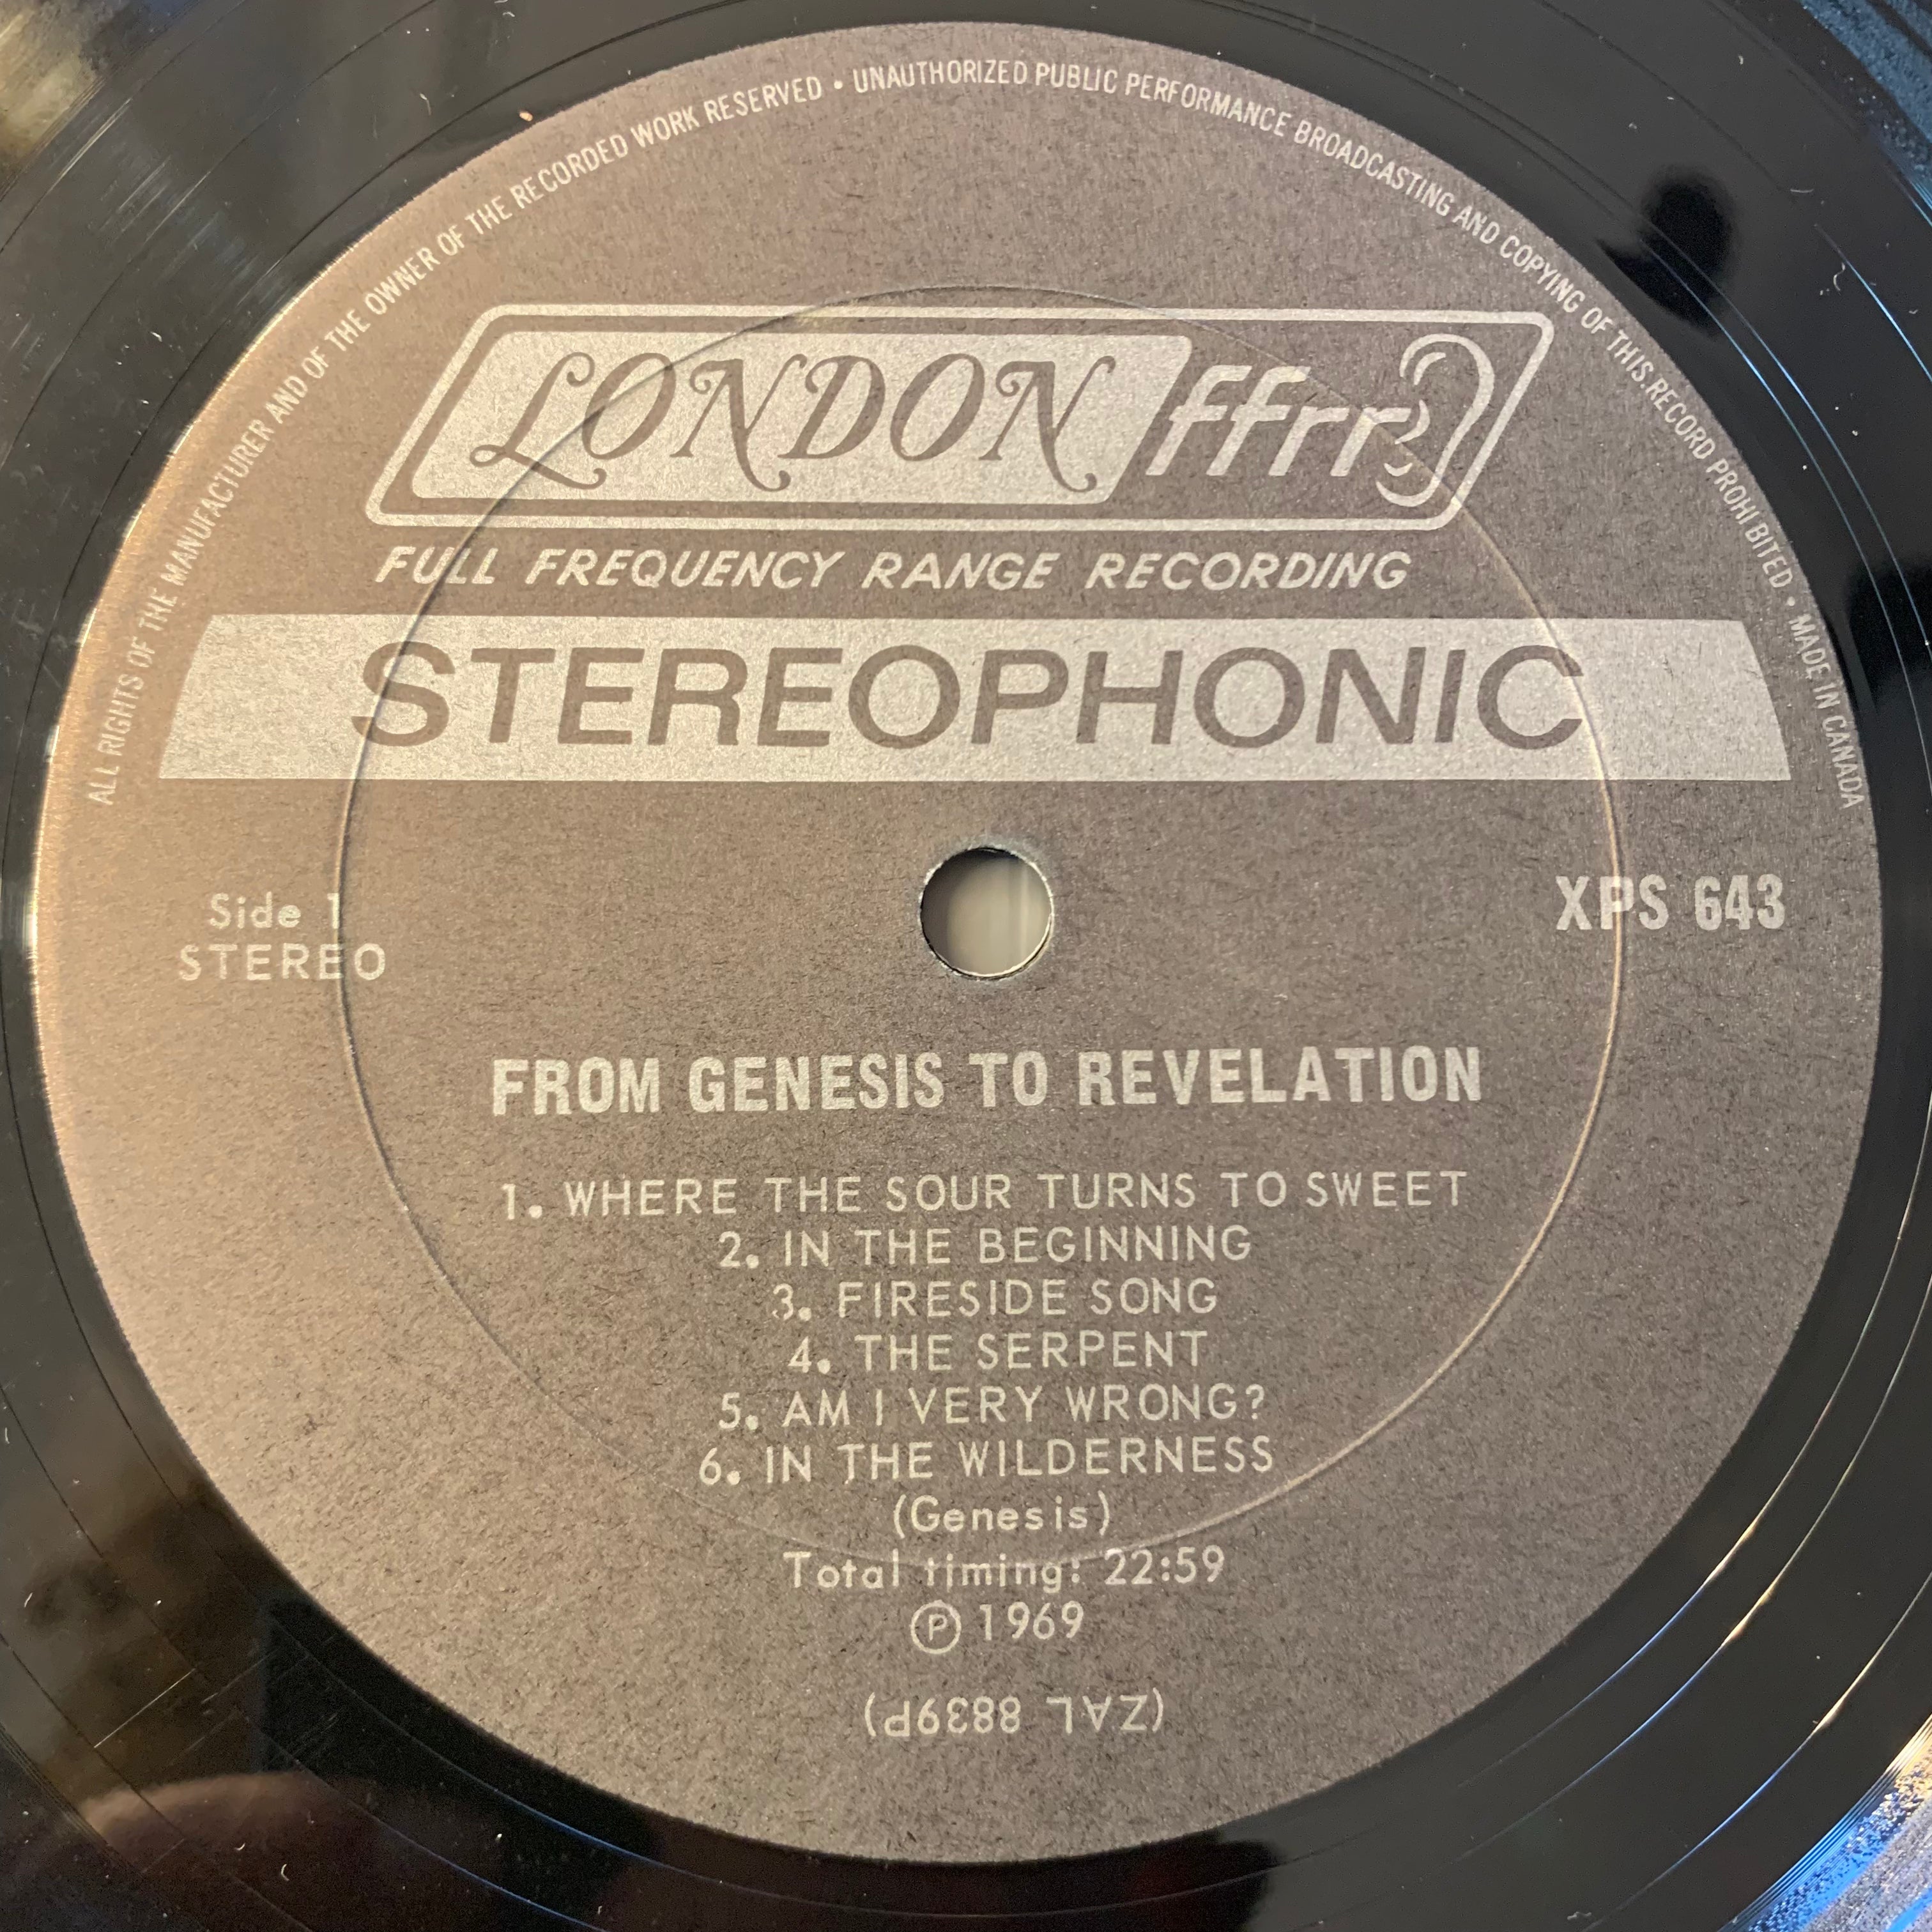 ALL RIGHTS OF THE MANUFACTURER AND OF THE OWNER OF THE RECORDED WORK RESERVED • UNAUTHORIZED PUBLIC PERFORMANCE BROADCASTING AND COPYING OF THIS RECORD PROHIBITED • MADE IN CANADA
LONDON ffrr
FULL FREQUENCY RANGE RECORDING
STEREOPHONIC
Side 1
STEREO
XPS 643
FROM GENESIS TO REVELATION
1. WHERE THE SOUR TURNS TO SWEET
2. IN THE BEGINNING
3. FIRESIDE SONG
4. THE SERPENT
5. AM I VERY WRONG?
6. IN THE WILDERNESS
(Genesis)
Total timing: 22:59
Ⓟ 1969
(ZAL 8839P)